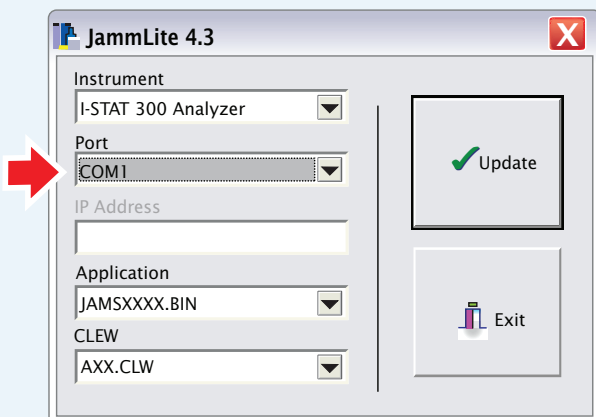 JammLite 4.3
Instrument
I-STAT 300 Analyzer
Port
COM1
IP Address
Application
JAMSXXXX.BIN
CLEW
AXX.CLW
Update
Exit